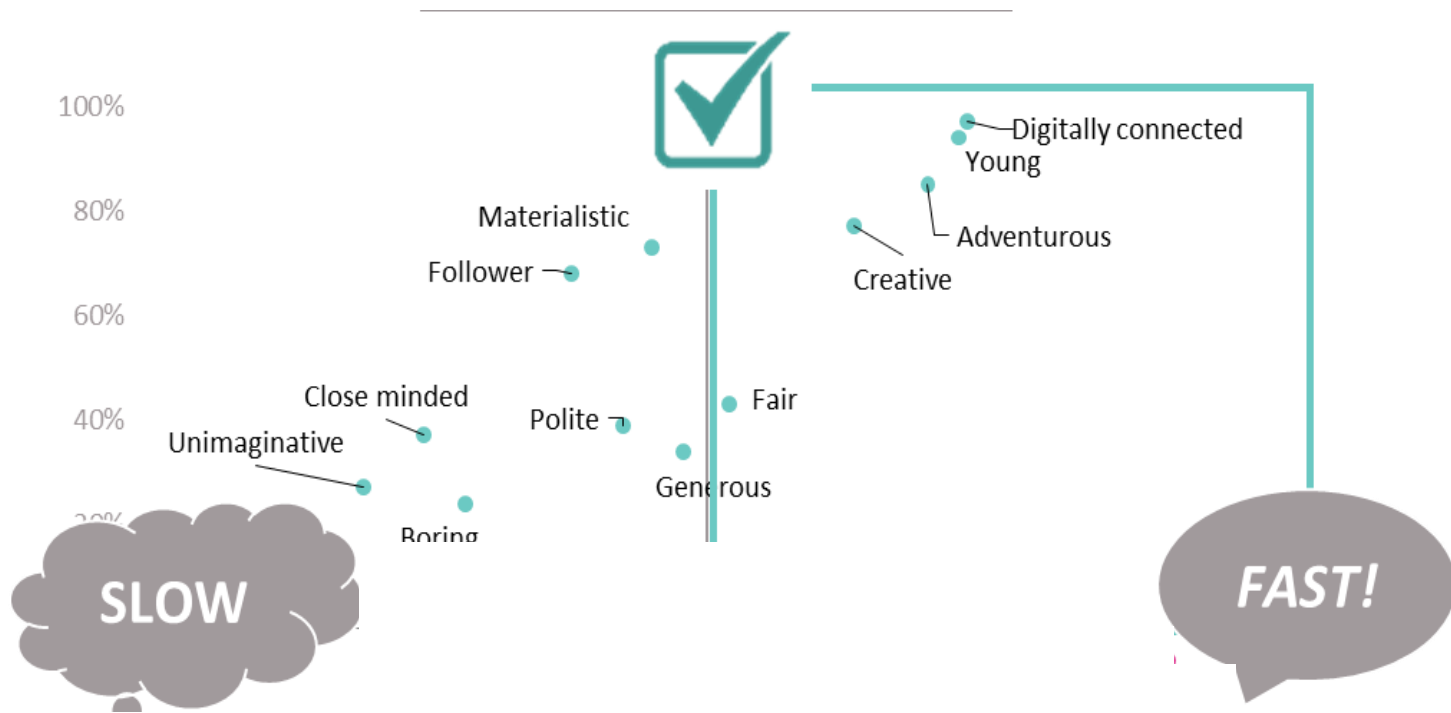 100%
Digitally connected
Young
80%
Materialistic
Adventurous
Follower
Creative
60%
Close minded
Fair
40%
Polite
Unimaginative
Generous
20%
Boring
SLOW
FAST!